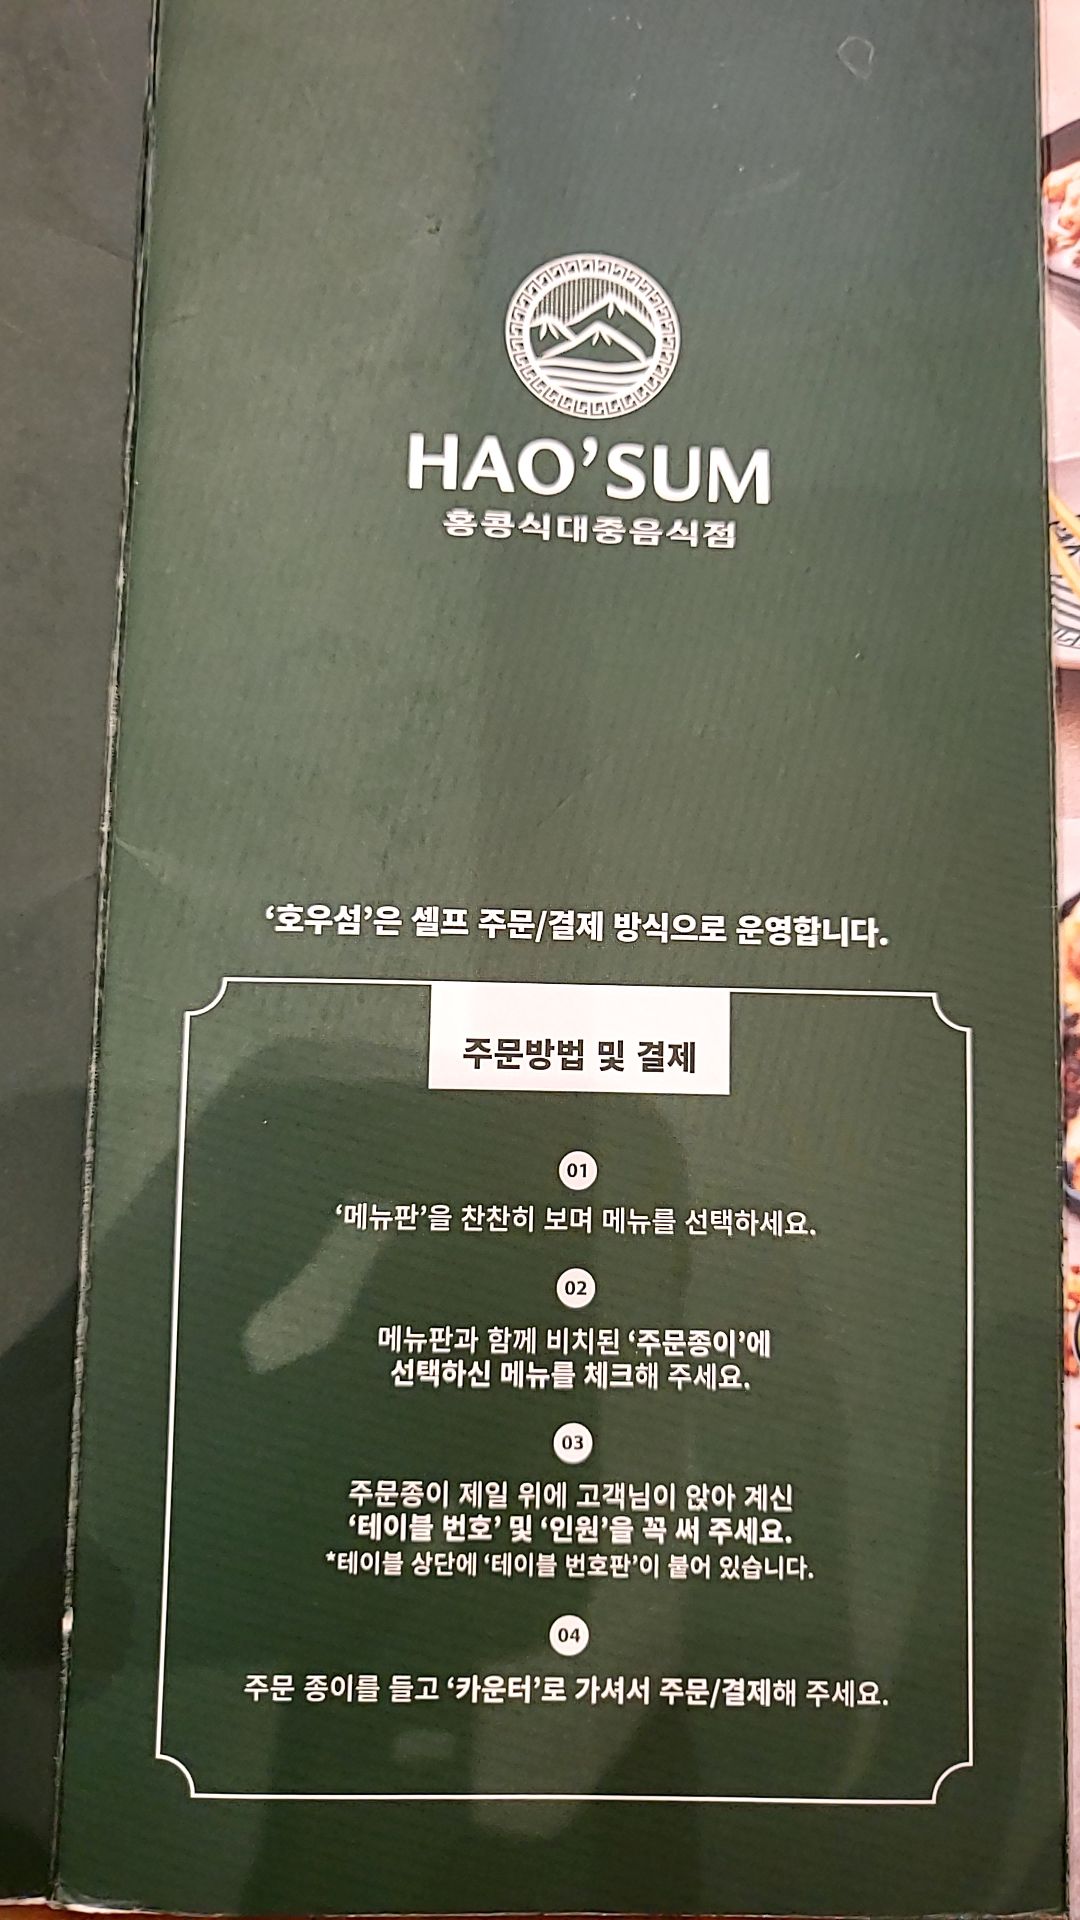 HAO’SUM
홍콩식대중음식점
‘호우섬’은 셀프 주문/결제 방식으로 운영합니다.
주문방법 및 결제
01
‘메뉴판’을 찬찬히 보며 메뉴를 선택하세요.
02
메뉴판과 함께 비치된 ‘주문종이’에
선택하신 메뉴를 체크해 주세요.
03
주문종이 제일 위에 고객님이 앉아 계신
‘테이블 번호’ 및 ‘인원’을 꼭 써 주세요.
*테이블 상단에 ‘테이블 번호판’이 붙어 있습니다.
04
주문 종이를 들고 ‘카운터’로 가셔서 주문/결제해 주세요.